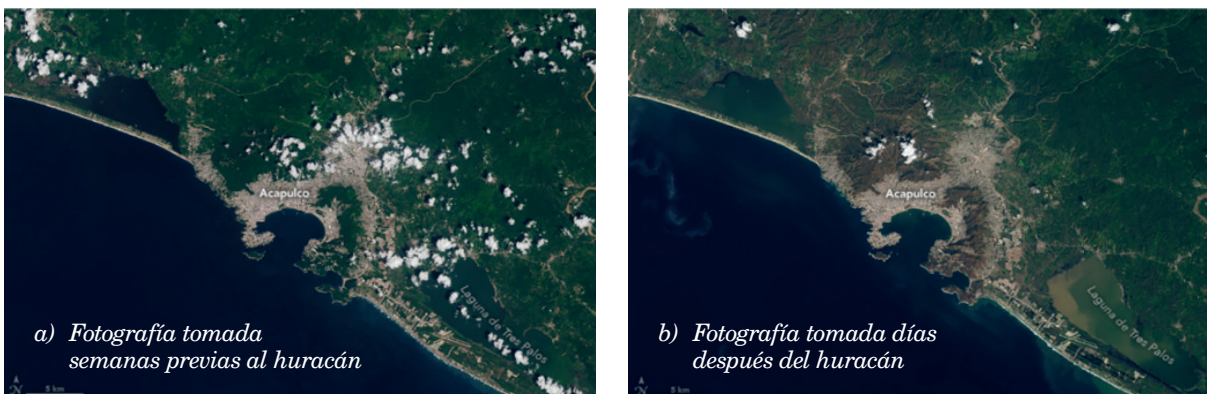 Acapulco
Laguna de Tres Palos
a) Fotografía tomada
semanas previas al huracán
N
5 km
Acapulco
Laguna de Tres Palos
b) Fotografía tomada días
después del huracán
N
5 km